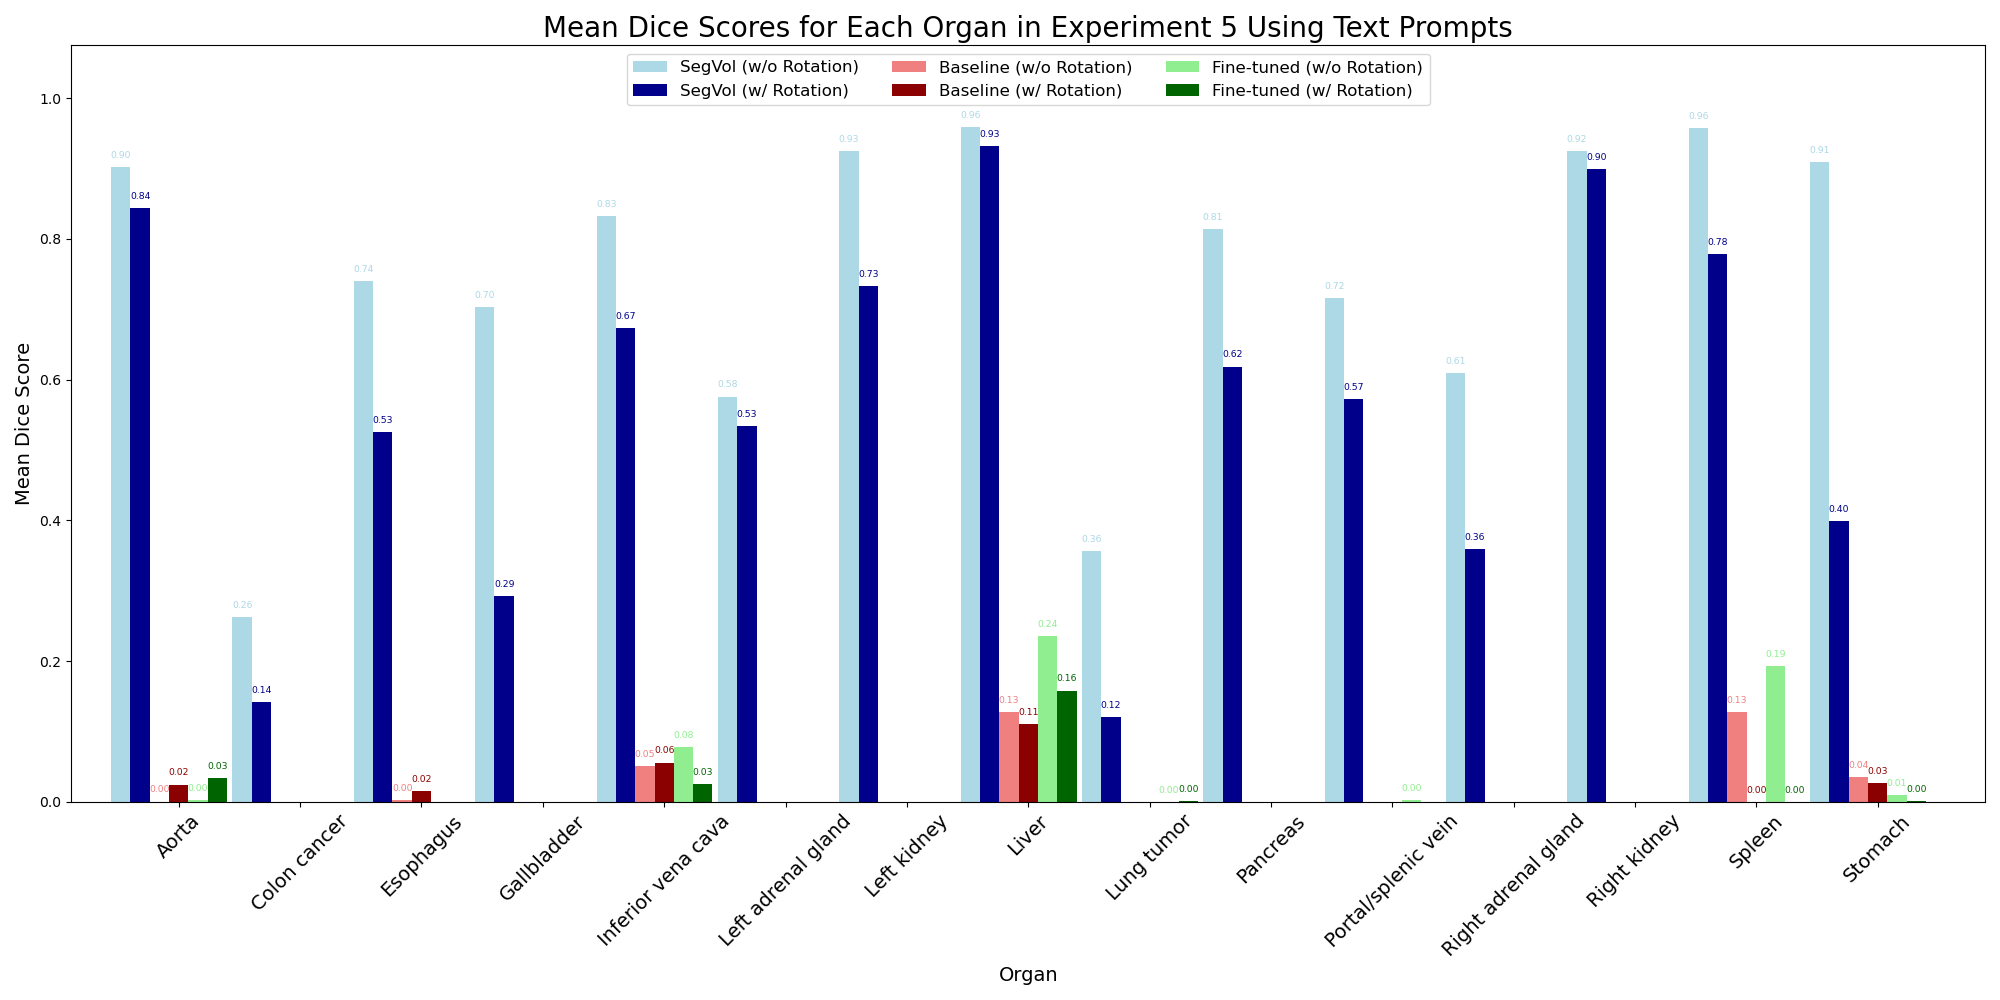 Mean Dice Scores for Each Organ in Experiment 5 Using Text Prompts
SegVol (w/o Rotation) Baseline (w/o Rotation) Fine-tuned (w/o Rotation)
SegVol (w/ Rotation) Baseline (w/ Rotation) Fine-tuned (w/ Rotation)
Mean Dice Score
1.0
0.8
0.6
0.4
0.2
0.0
0.90 0.84 0.00 0.02 0.00 0.03
0.26 0.14
0.74 0.53 0.00 0.02
0.70 0.29
0.83 0.67 0.05 0.06 0.08 0.03
0.58 0.53
0.93 0.73
0.96 0.93 0.13 0.11 0.24 0.16
0.36 0.12 0.00 0.00
0.81 0.62
0.72 0.57 0.00
0.61 0.36
0.92 0.90
0.96 0.78 0.13 0.00 0.19 0.00
0.91 0.40 0.04 0.03 0.01 0.00
Aorta
Colon cancer
Esophagus
Gallbladder
Inferior vena cava
Left adrenal gland
Left kidney
Liver
Lung tumor
Pancreas
Portal/splenic vein
Right adrenal gland
Right kidney
Spleen
Stomach
Organ